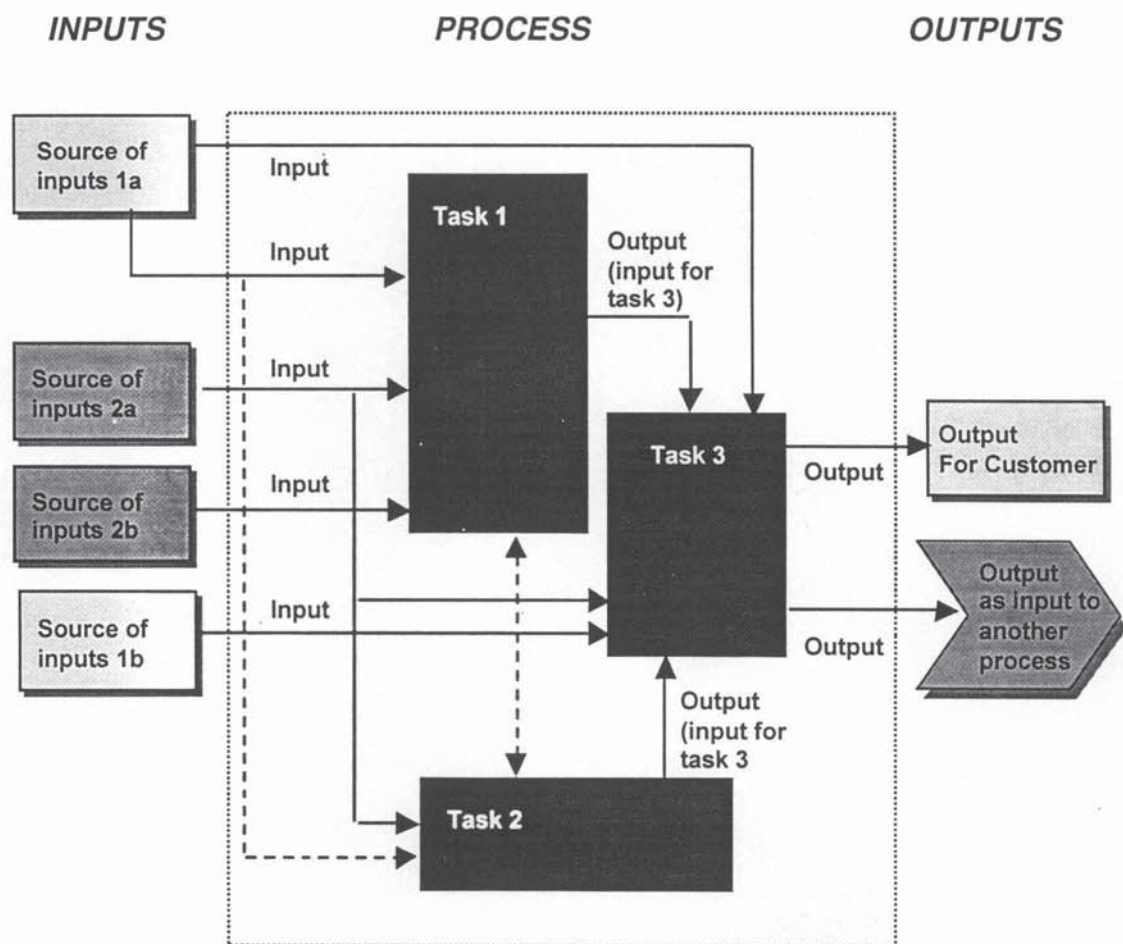 INPUTS
PROCESS
OUTPUTS
Source of
inputs 1a
Input
Task 1
Input
Output
(input for
task 3)
Source of
inputs 2a
Input
Task 3
Output
For Customer
Output
Source of
inputs 2b
Input
Output
as input to
another
process
Source of
inputs 1b
Input
Output
Output
(input for
task 3
Task 2